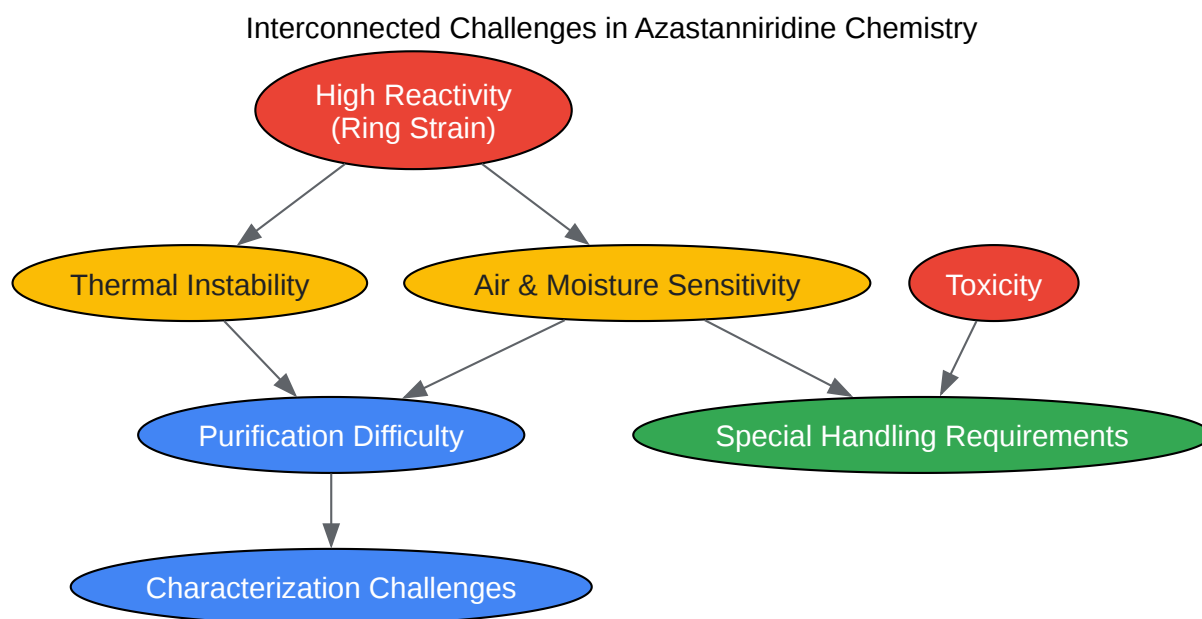 Interconnected Challenges in Azastanniridine Chemistry
High Reactivity
(Ring Strain)
Thermal Instability
Air & Moisture Sensitivity
Toxicity
Purification Difficulty
Special Handling Requirements
Characterization Challenges